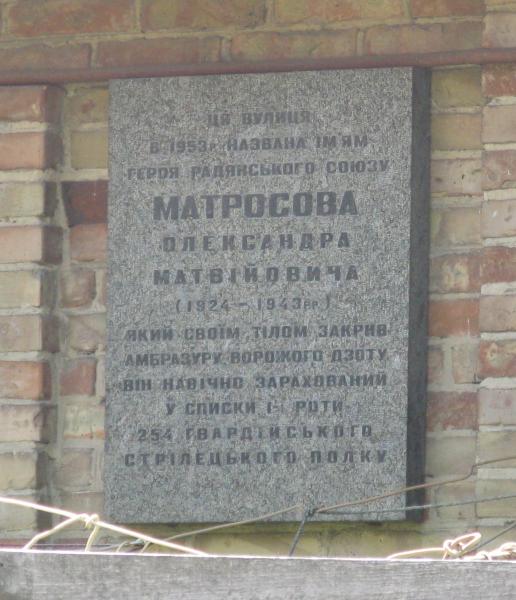 ЦЯ ВУЛИЦЯ
В 1953р. НАЗВАНА ІМ'ЯМ
ГЕРОЯ РАДЯНСЬКОГО СОЮЗУ
МАТРОСОВА
ОЛЕКСАНДРА
МАТВІЙОВИЧА
(1924-1943рр.)
ЯКИЙ СВОЇМ ТІЛОМ ЗАКРИВ
АМБРАЗУРУ ВОРОЖОГО ДЗОТУ
ВІН НАВІЧНО ЗАРАХОВАНИЙ
У СПИСКИ І-Ї РОТИ
254 ГВАРДІЙСЬКОГО
СТРІЛЕЦЬКОГО ПОЛКУ